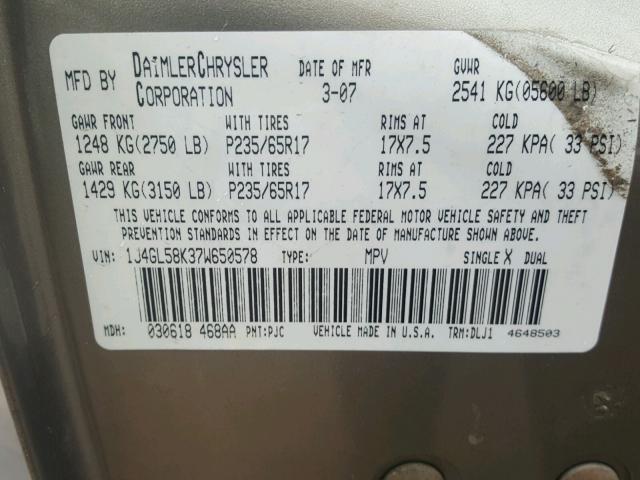 MFD BY DAIMLERCHRYSLER CORPORATION DATE OF MFR 3-07 GVWR 2541 KG(05600 LB)
GAWR FRONT WITH TIRES RIMS AT COLD
1248 KG(2750 LB) P235/65R17 17X7.5 227 KPA( 33 PSI)
GAWR REAR WITH TIRES RIMS AT COLD
1429 KG(3150 LB) P235/65R17 17X7.5 227 KPA( 33 PSI)
THIS VEHICLE CONFORMS TO ALL APPLICABLE FEDERAL MOTOR VEHICLE SAFETY AND THEFT
PREVENTION STANDARDS IN EFFECT ON THE DATE OF MANUFACTURE SHOWN ABOVE.
VIN: 1J4GL58K37W650578 TYPE: MPV SINGLE X DUAL
MDH: 030618 468AA PNT:PJC VEHICLE MADE IN U.S.A. TRM:DLJ1 4648503